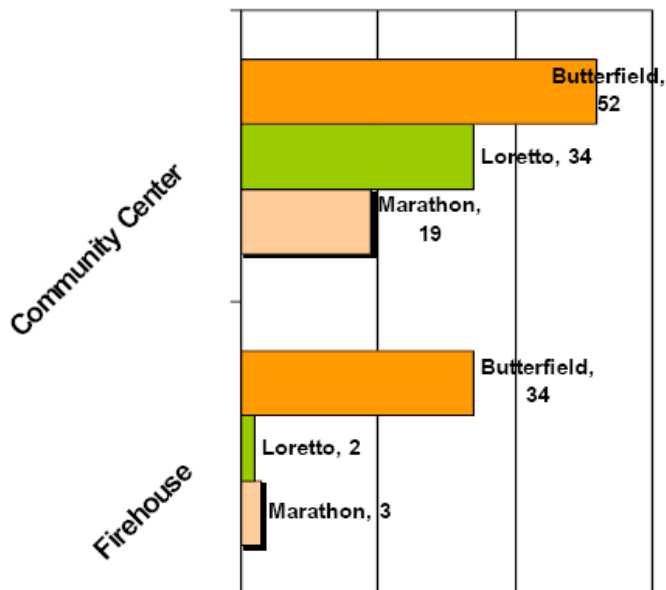 Community Center
Butterfield,
52
Loretto, 34
Marathon,
19
Firehouse
Butterfield,
34
Loretto, 2
Marathon, 3